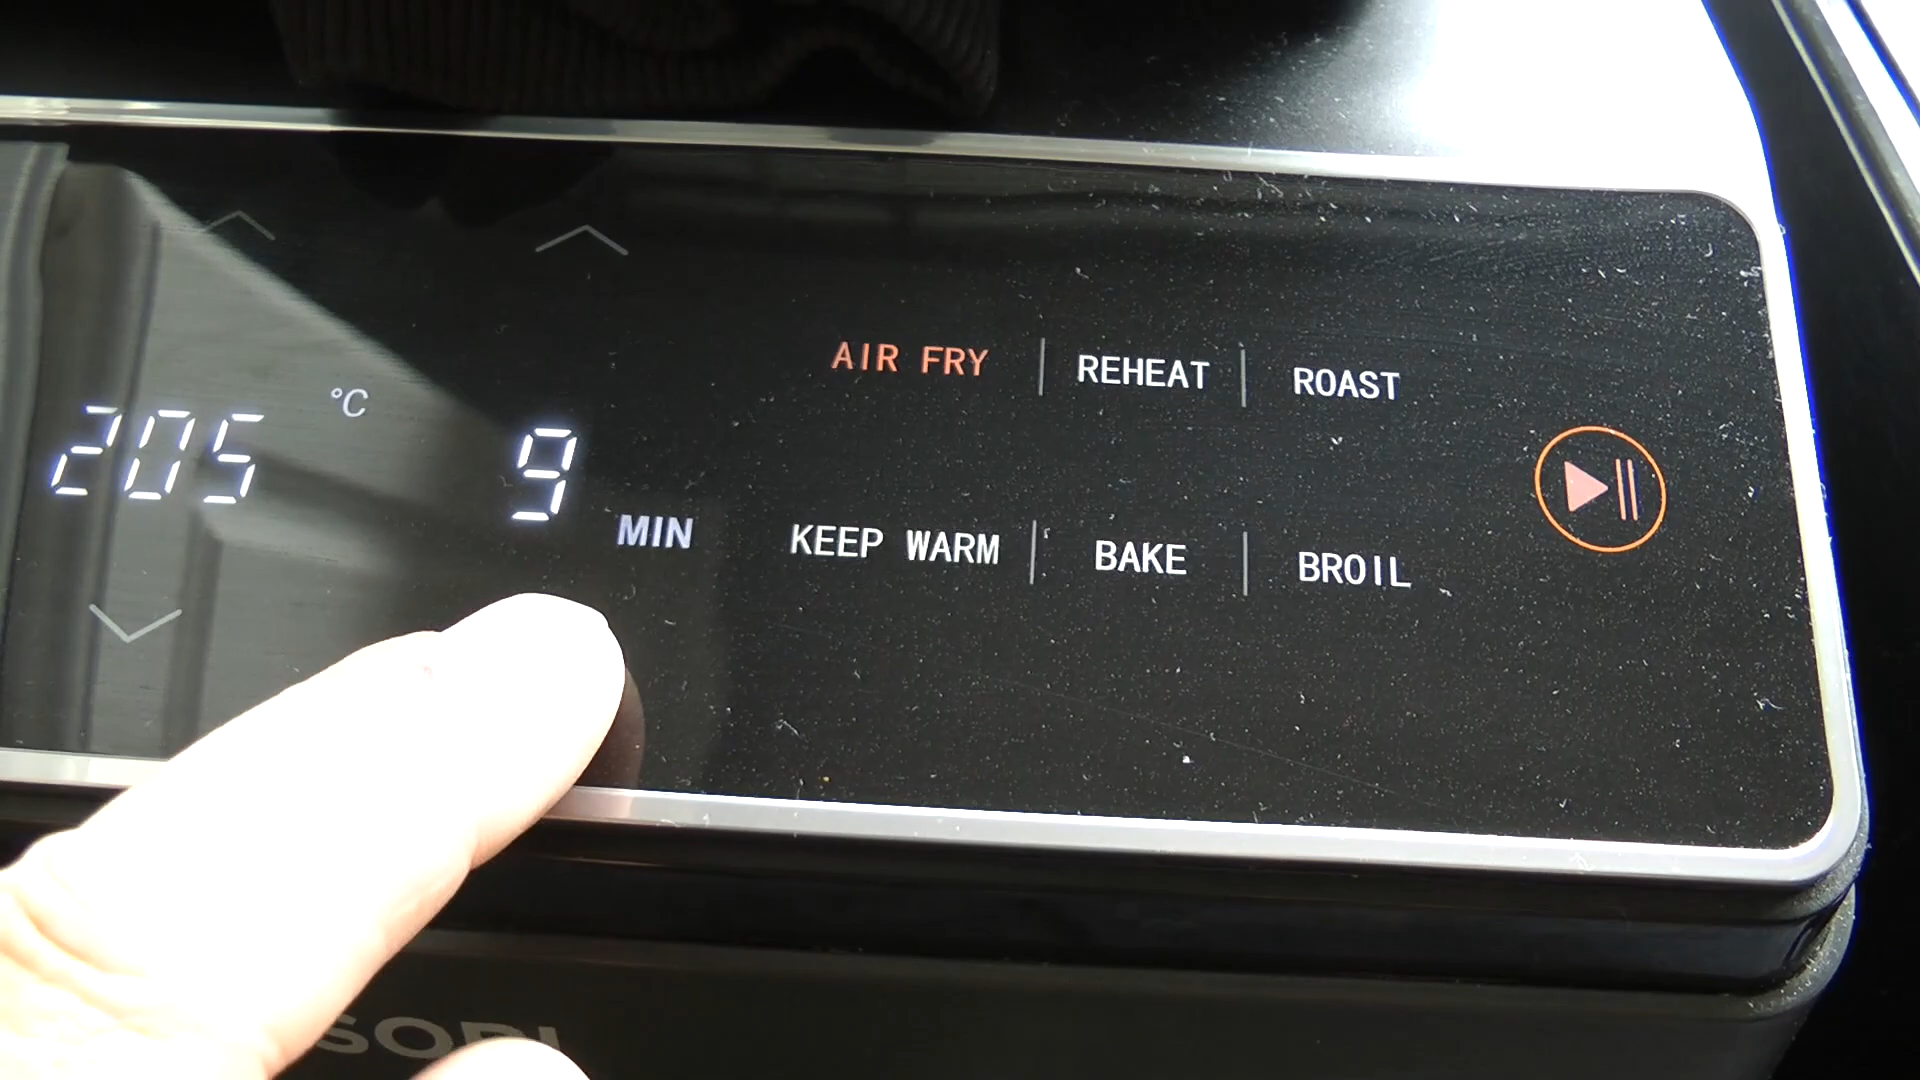 AIR FRY | REHEAT | ROAST
205 °C 9 MIN
KEEP WARM | BAKE | BROIL